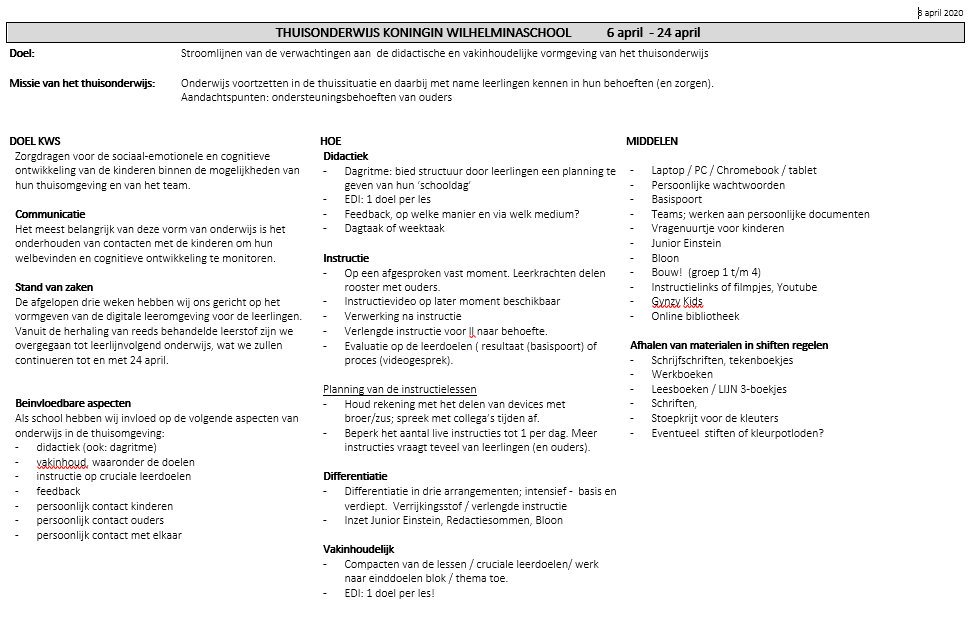 8 april 2020
THUISONDERWIJS KONINGIN WILHELMINASCHOOL 6 april - 24 april
Doel: Stroomlijnen van de verwachtingen aan de didactische en vakinhoudelijke vormgeving van het thuisonderwijs
Missie van het thuisonderwijs: Onderwijs voortzetten in de thuissituatie en daarbij met name leerlingen kennen in hun behoeften (en zorgen).
Aandachtspunten: ondersteuningsbehoeften van ouders
DOEL KWS
Zorgdragen voor de sociaal-emotionele en cognitieve
ontwikkeling van de kinderen binnen de mogelijkheden van
hun thuisomgeving en van het team.
Communicatie
Het meest belangrijk van deze vorm van onderwijs is het
onderhouden van contacten met de kinderen om hun
welbevinden en cognitieve ontwikkeling te monitoren.
Stand van zaken
De afgelopen drie weken hebben wij ons gericht op het
vormgeven van de digitale leeromgeving voor de leerlingen.
Vanuit de herhaling van reeds behandelde leerstof zijn we
overgegaan tot leerlijnvolgend onderwijs, wat we zullen
continueren tot en met 24 april.
Beinvloedbare aspecten
Als school hebben wij invloed op de volgende aspecten van
onderwijs in de thuisomgeving:
- didactiek (ook: dagritme)
- vakinhoud, waaronder de doelen
- instructie op cruciale leerdoelen
- feedback
- persoonlijk contact kinderen
- persoonlijk contact ouders
- persoonlijk contact met elkaar
HOE
Didactiek
- Dagritme: bied structuur door leerlingen een planning te
geven van hun 'schooldag'
- EDI: 1 doel per les
- Feedback, op welke manier en via welk medium?
- Dagtaak of weektaak
Instructie
- Op een afgesproken vast moment. Leerkrachten delen
rooster met ouders.
- Instructievideo op later moment beschikbaar
- Verwerking na instructie
- Verlengde instructie voor ll naar behoefte.
- Evaluatie op de leerdoelen ( resultaat (basispoort) of
proces (videogesprek).
Planning van de instructielessen
- Houd rekening met het delen van devices met
broer/zus; spreek met collega's tijden af.
- Beperk het aantal live instructies tot 1 per dag. Meer
instructies vraagt teveel van leerlingen (en ouders).
Differentiatie
- Differentiatie in drie arrangementen; intensief - basis en
verdiept. Verrijkingsstof / verlengde instructie
- Inzet Junior Einstein, Redactiesommen, Bloon
Vakinhoudelijk
- Compacten van de lessen / cruciale leerdoelen/ werk
naar einddoelen blok / thema toe.
- EDI: 1 doel per les!
MIDDELEN
- Laptop / PC / Chromebook / tablet
- Persoonlijke wachtwoorden
- Basispoort
- Teams; werken aan persoonlijke documenten
- Vragenuurtje voor kinderen
- Junior Einstein
- Bloon
- Bouw! (groep 1 t/m 4)
- Instructielinks of filmpjes, Youtube
- Gynzy Kids
- Online bibliotheek
Afhalen van materialen in shiften regelen
- Schrijfschriften, tekenboekjes
- Werkboeken
- Leesboeken / LIJN 3-boekjes
- Schriften,
- Stoepkrijt voor de kleuters
- Eventueel stiften of kleurpotloden?